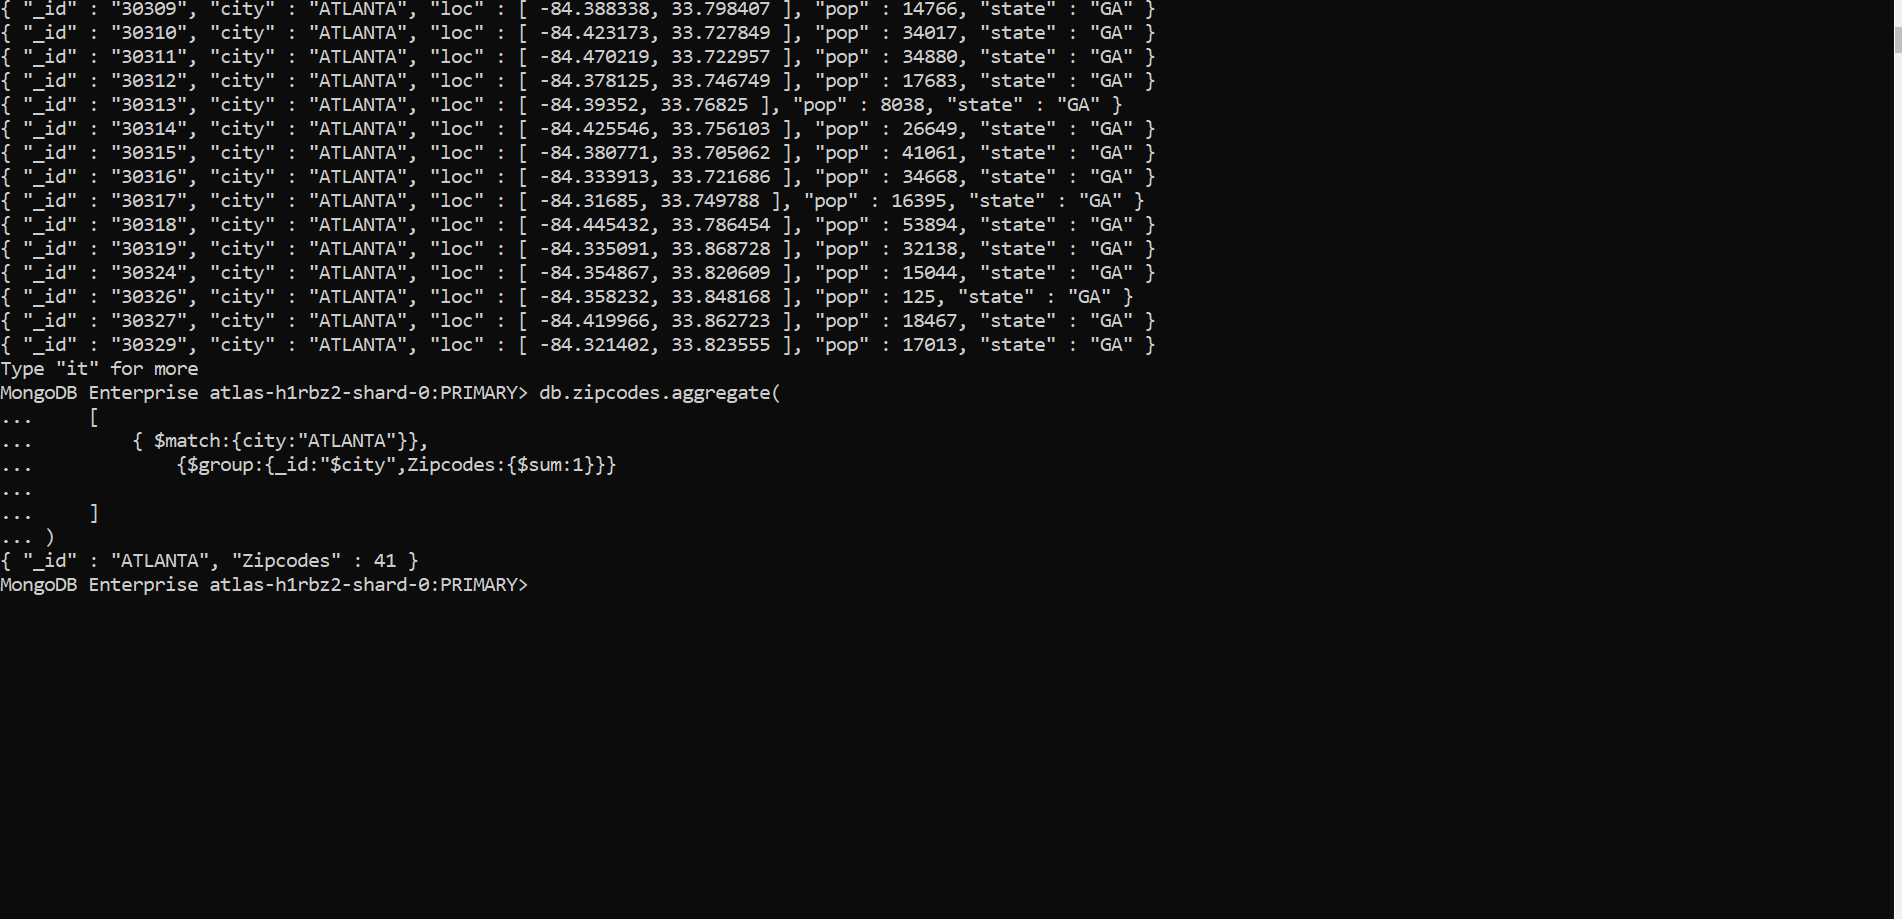 { "_id" : "30309", "city" : "ATLANTA", "loc" : [ -84.388338, 33.798407 ], "pop" : 14766, "state" : "GA" }
{ "_id" : "30310", "city" : "ATLANTA", "loc" : [ -84.423173, 33.727849 ], "pop" : 34017, "state" : "GA" }
{ "_id" : "30311", "city" : "ATLANTA", "loc" : [ -84.470219, 33.722957 ], "pop" : 34880, "state" : "GA" }
{ "_id" : "30312", "city" : "ATLANTA", "loc" : [ -84.378125, 33.746749 ], "pop" : 17683, "state" : "GA" }
{ "_id" : "30313", "city" : "ATLANTA", "loc" : [ -84.39352, 33.76825 ], "pop" : 8038, "state" : "GA" }
{ "_id" : "30314", "city" : "ATLANTA", "loc" : [ -84.425546, 33.756103 ], "pop" : 26649, "state" : "GA" }
{ "_id" : "30315", "city" : "ATLANTA", "loc" : [ -84.380771, 33.705062 ], "pop" : 41061, "state" : "GA" }
{ "_id" : "30316", "city" : "ATLANTA", "loc" : [ -84.333913, 33.721686 ], "pop" : 34668, "state" : "GA" }
{ "_id" : "30317", "city" : "ATLANTA", "loc" : [ -84.31685, 33.749788 ], "pop" : 16395, "state" : "GA" }
{ "_id" : "30318", "city" : "ATLANTA", "loc" : [ -84.445432, 33.786454 ], "pop" : 53894, "state" : "GA" }
{ "_id" : "30319", "city" : "ATLANTA", "loc" : [ -84.335091, 33.868728 ], "pop" : 32138, "state" : "GA" }
{ "_id" : "30324", "city" : "ATLANTA", "loc" : [ -84.354867, 33.820609 ], "pop" : 15044, "state" : "GA" }
{ "_id" : "30326", "city" : "ATLANTA", "loc" : [ -84.358232, 33.848168 ], "pop" : 125, "state" : "GA" }
{ "_id" : "30327", "city" : "ATLANTA", "loc" : [ -84.419966, 33.862723 ], "pop" : 18467, "state" : "GA" }
{ "_id" : "30329", "city" : "ATLANTA", "loc" : [ -84.321402, 33.823555 ], "pop" : 17013, "state" : "GA" }
Type "it" for more
MongoDB Enterprise atlas-h1rbz2-shard-0:PRIMARY> db.zipcodes.aggregate(
...     [
...         { $match:{city:"ATLANTA"}},
...             {$group:{_id:"$city",Zipcodes:{$sum:1}}}
...
...     ]
... )
{ "_id" : "ATLANTA", "Zipcodes" : 41 }
MongoDB Enterprise atlas-h1rbz2-shard-0:PRIMARY>